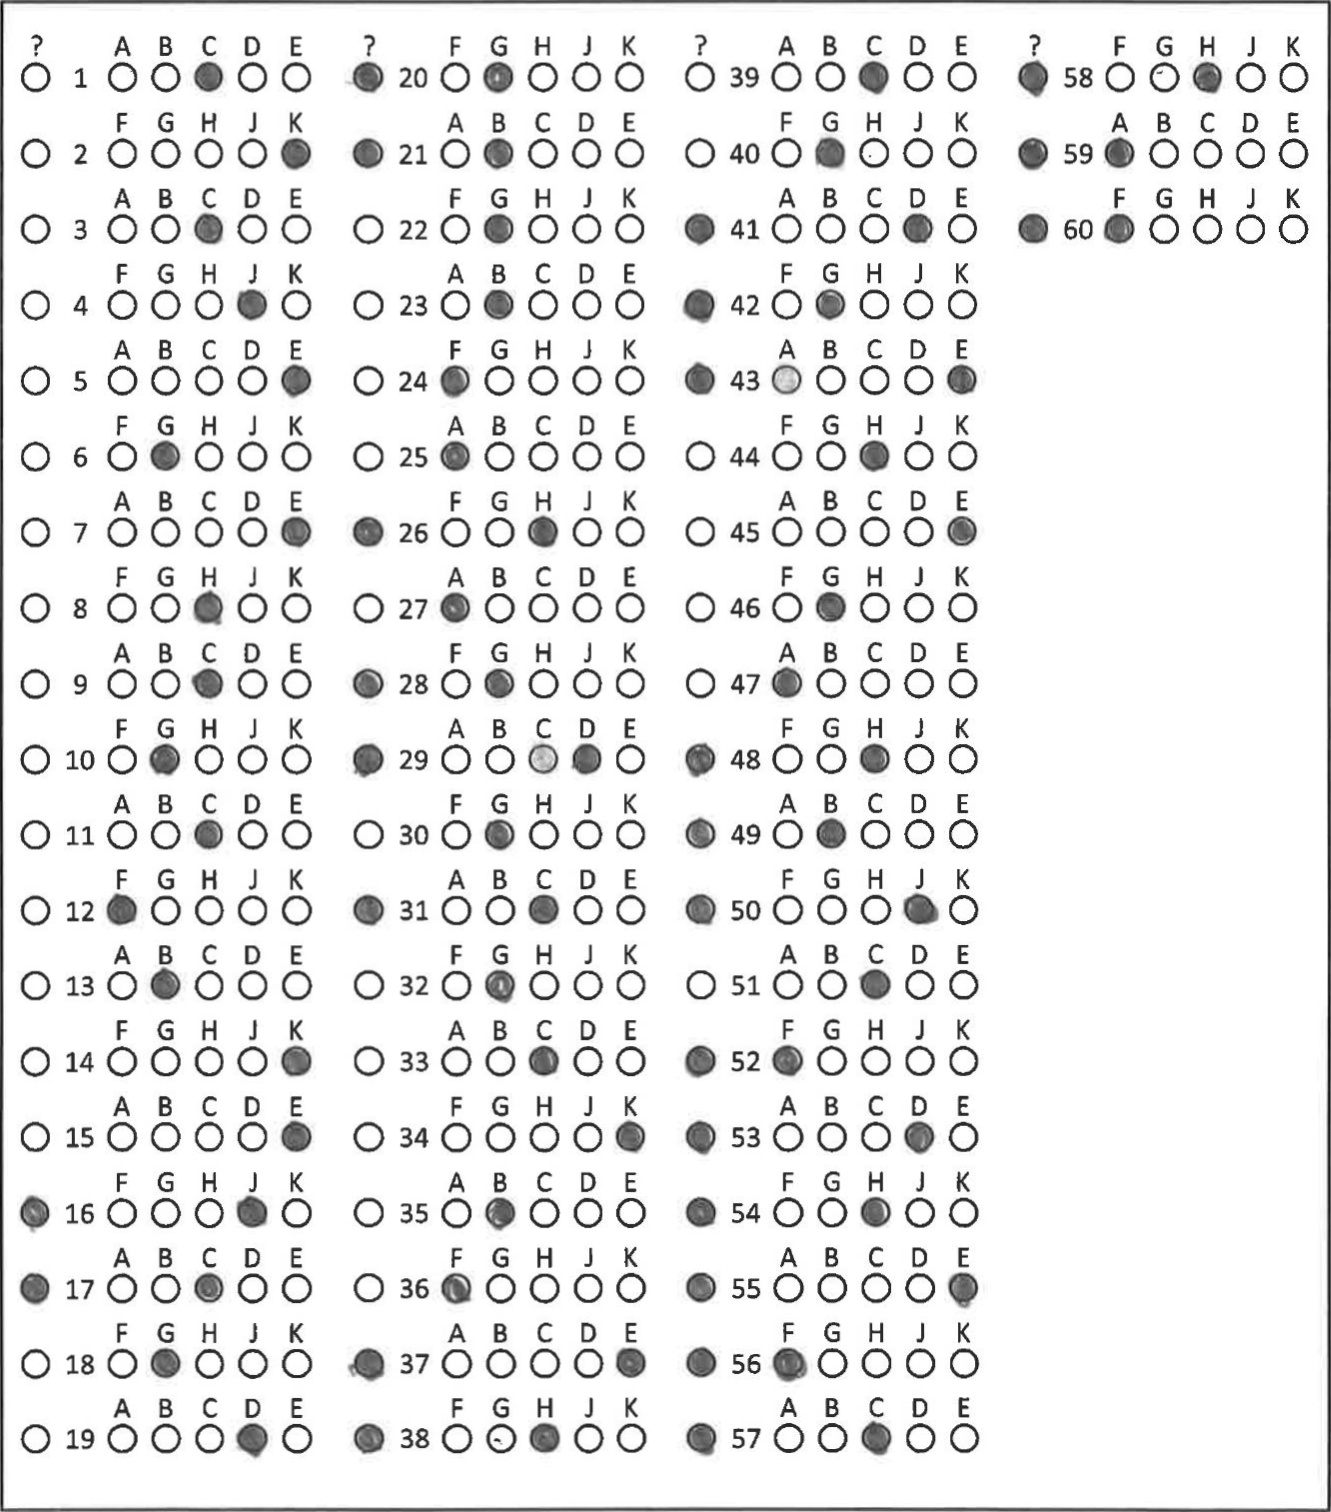 ? A B C D E ? F G H J K ? A B C D E ? F G H J K
1 20 39 58
F G H J K A B C D E F G H J K A B C D E
2 21 40 59
A B C D E F G H J K A B C D E F G H J K
3 22 41 60
F G H J K A B C D E F G H J K
4 23 42
A B C D E F G H J K A B C D E
5 24 43
F G H J K A B C D E F G H J K
6 25 44
A B C D E F G H J K A B C D E
7 26 45
F G H J K A B C D E F G H J K
8 27 46
A B C D E F G H J K A B C D E
9 28 47
F G H J K A B C D E F G H J K
10 29 48
A B C D E F G H J K A B C D E
11 30 49
F G H J K A B C D E F G H J K
12 31 50
A B C D E F G H J K A B C D E
13 32 51
F G H J K A B C D E F G H J K
14 33 52
A B C D E F G H J K A B C D E
15 34 53
F G H J K A B C D E F G H J K
16 35 54
A B C D E F G H J K A B C D E
17 36 55
F G H J K A B C D E F G H J K
18 37 56
A B C D E F G H J K A B C D E
19 38 57